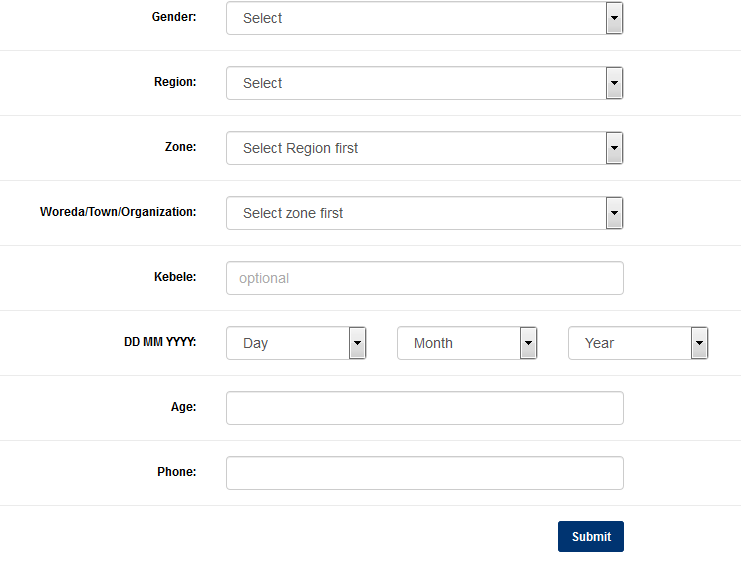 Gender: Select
Region: Select
Zone: Select Region first
Woreda/Town/Organization: Select zone first
Kebele: optional
DD MM YYYY: Day Month Year
Age:
Phone:
Submit